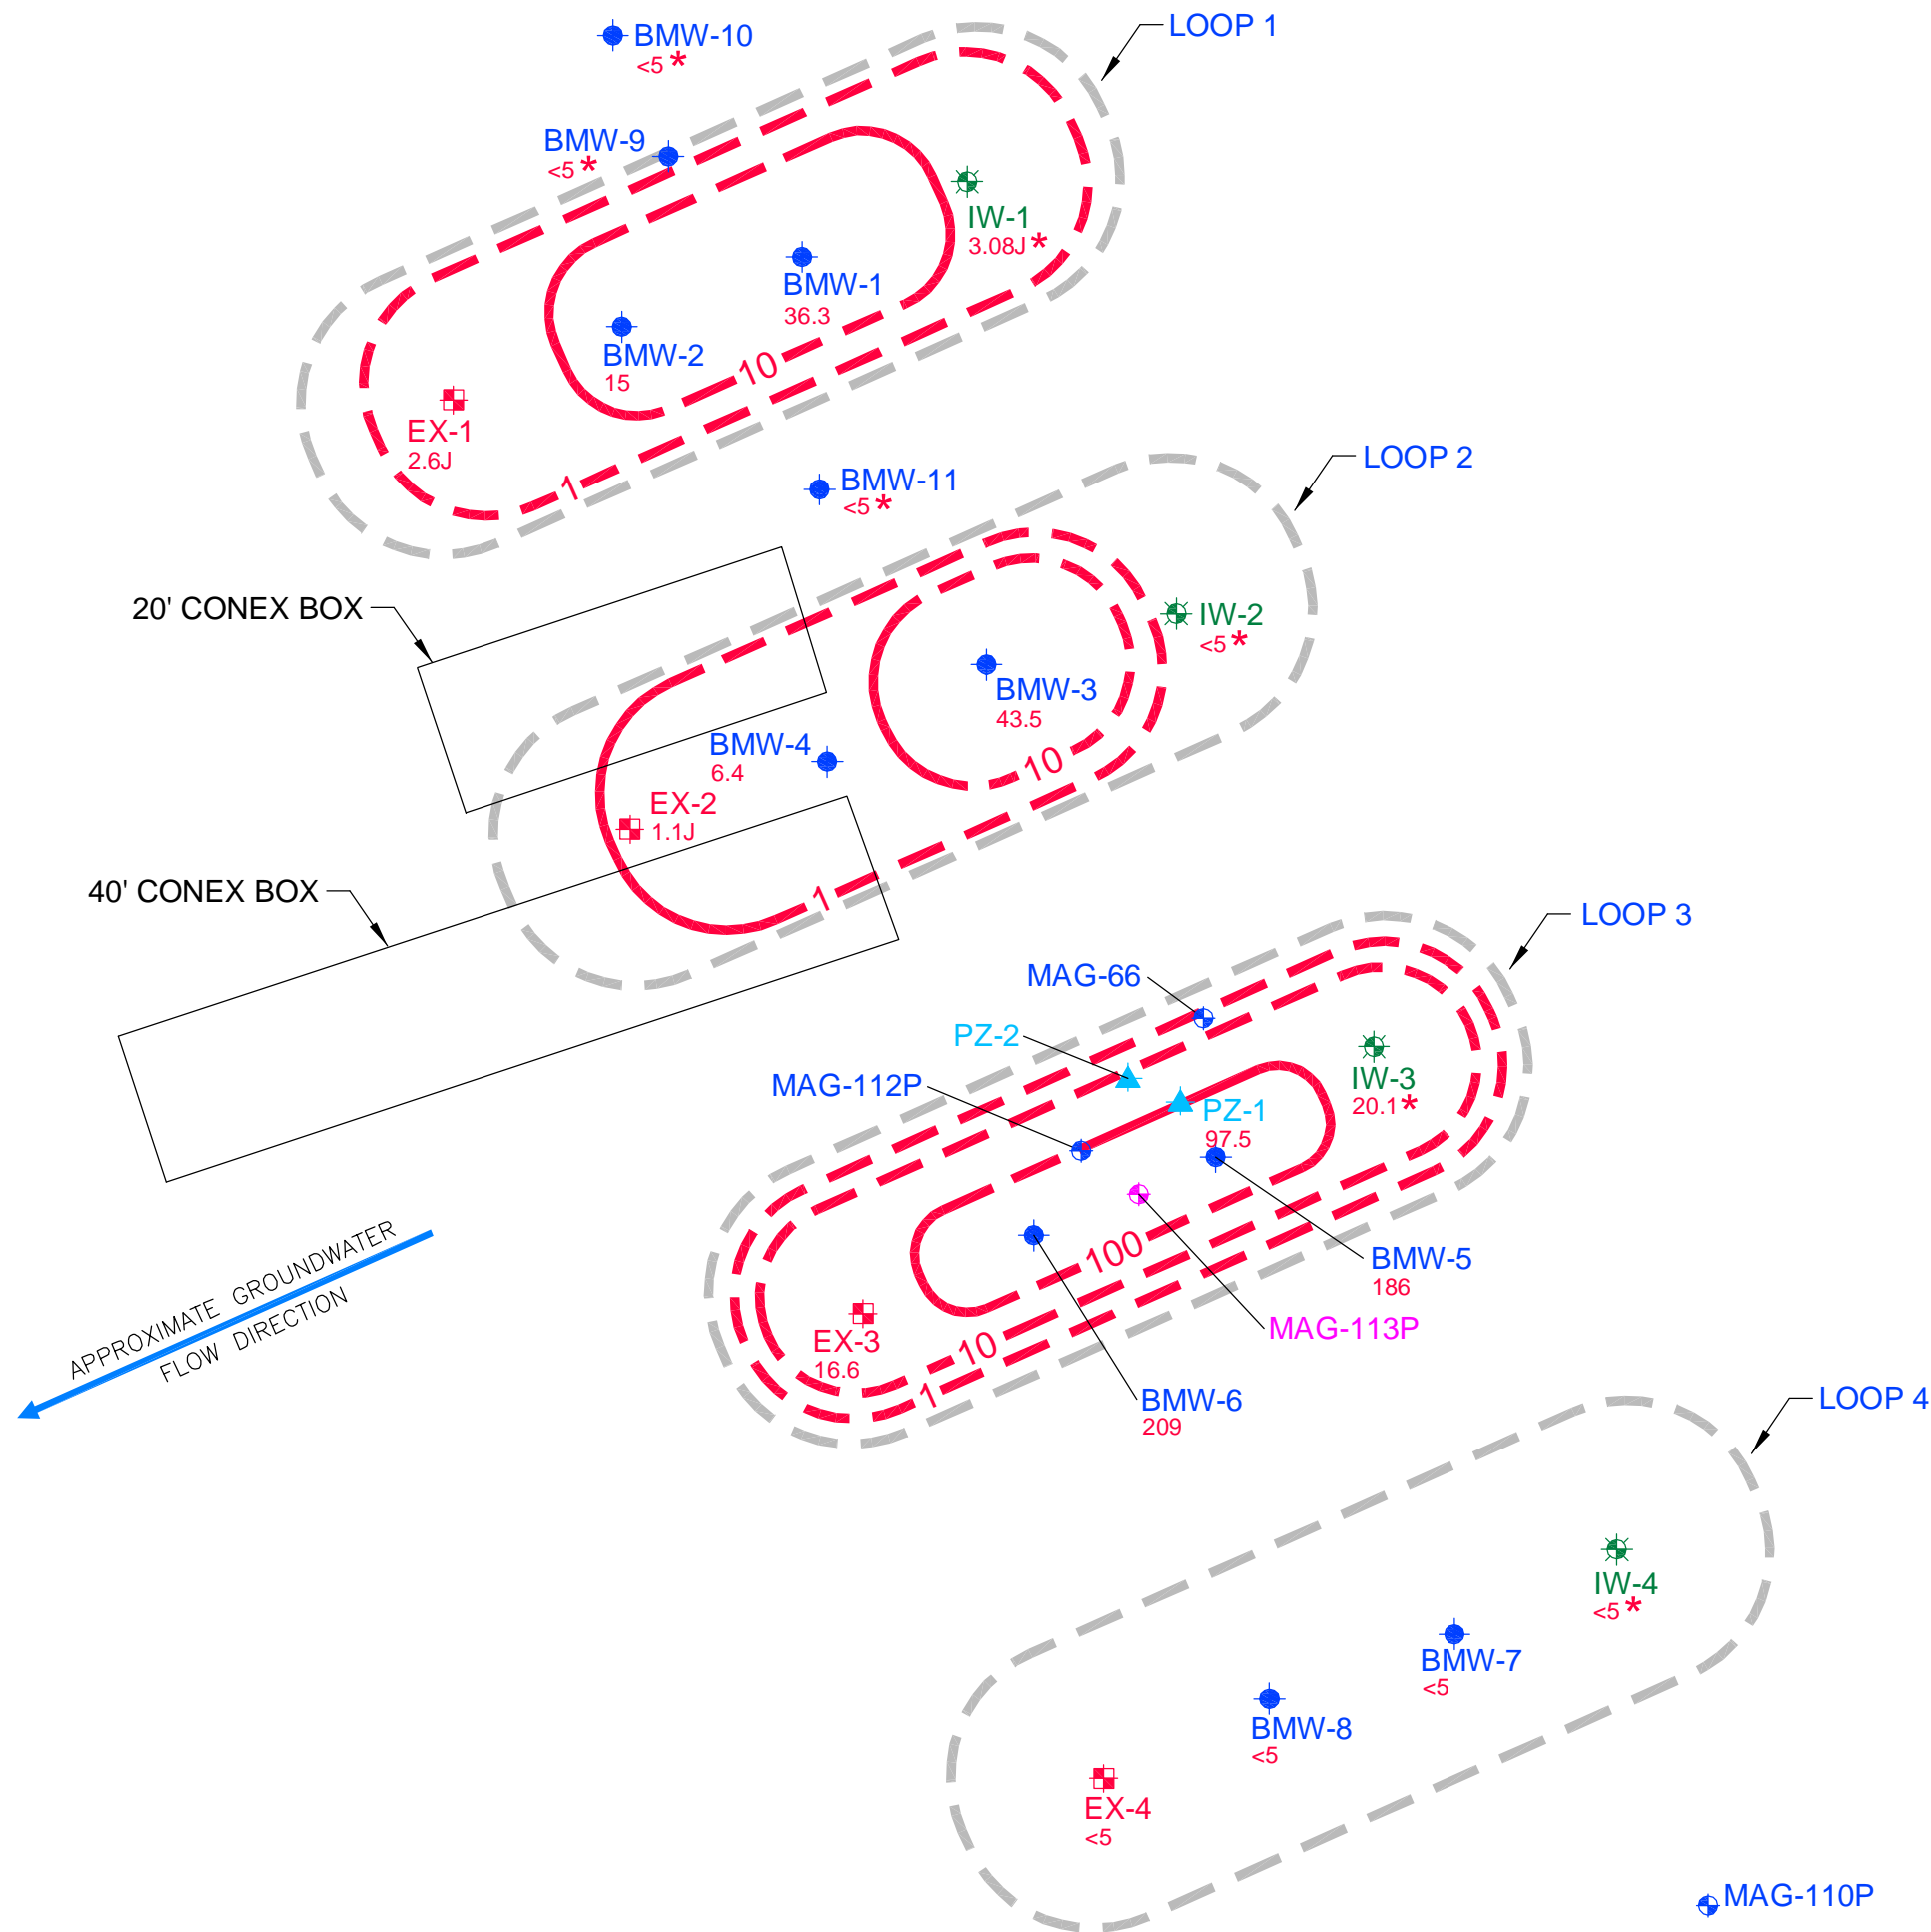 BMW-10
<5*
LOOP 1
BMW-9
<5*
IW-1
3.08J*
BMW-1
36.3
BMW-2
15
10
EX-1
2.6J
1
BMW-11
<5*
LOOP 2
20' CONEX BOX
IW-2
<5*
BMW-3
43.5
BMW-4
6.4
10
EX-2
1.1J
40' CONEX BOX
1
LOOP 3
MAG-66
PZ-2
MAG-112P
IW-3
20.1*
PZ-1
97.5
100
BMW-5
186
APPROXIMATE GROUNDWATER
FLOW DIRECTION
MAG-113P
EX-3
16.6
10
1
BMW-6
209
LOOP 4
IW-4
<5*
BMW-7
<5
BMW-8
<5
EX-4
<5
MAG-110P